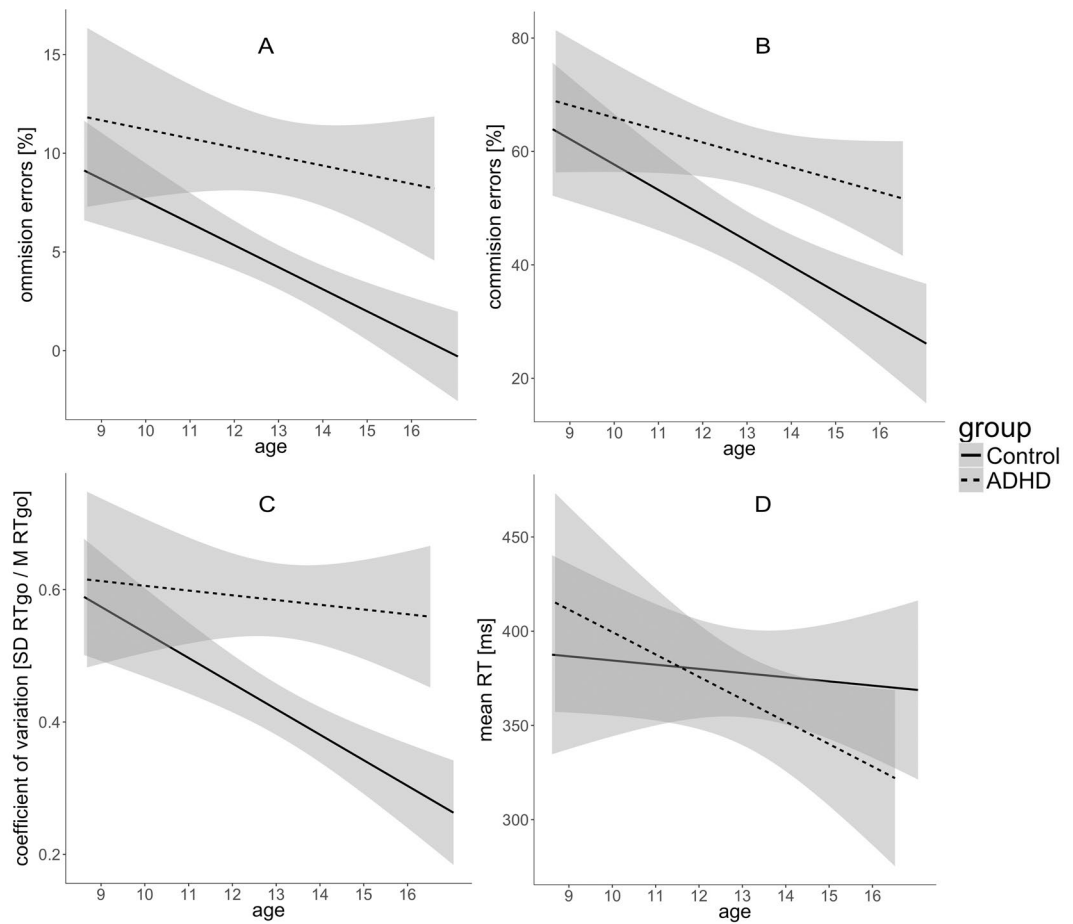 A
ommision errors [%]
15
10
5
0
9 10 11 12 13 14 15 16
age
B
commision errors [%]
80
60
40
20
9 10 11 12 13 14 15 16
age
group
Control
ADHD
C
coefficient of variation [SD RTgo / M RTgo]
0.6
0.4
0.2
9 10 11 12 13 14 15 16
age
D
mean RT [ms]
450
400
350
300
9 10 11 12 13 14 15 16
age